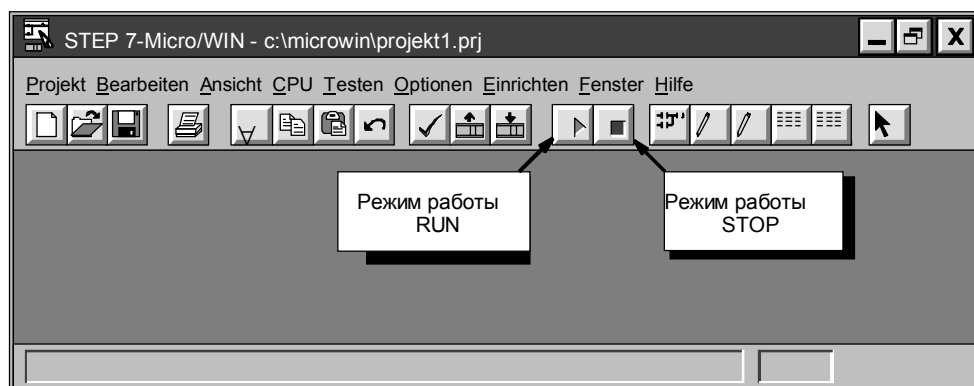 STEP 7-Micro/WIN - c:\microwin\projekt1.prj
Projekt Bearbeiten Ansicht CPU Testen Optionen Einrichten Fenster Hilfe
Режим работы
RUN
Режим работы
STOP